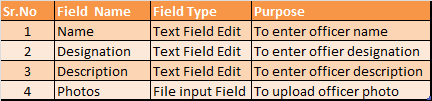 Sr.No Field Name Field Type Purpose
1 Name Text Field Edit To enter officer name
2 Designation Text Field Edit To enter offier designation
3 Description Text Field Edit To enter officer description
4 Photos File input Field To upload officer photo